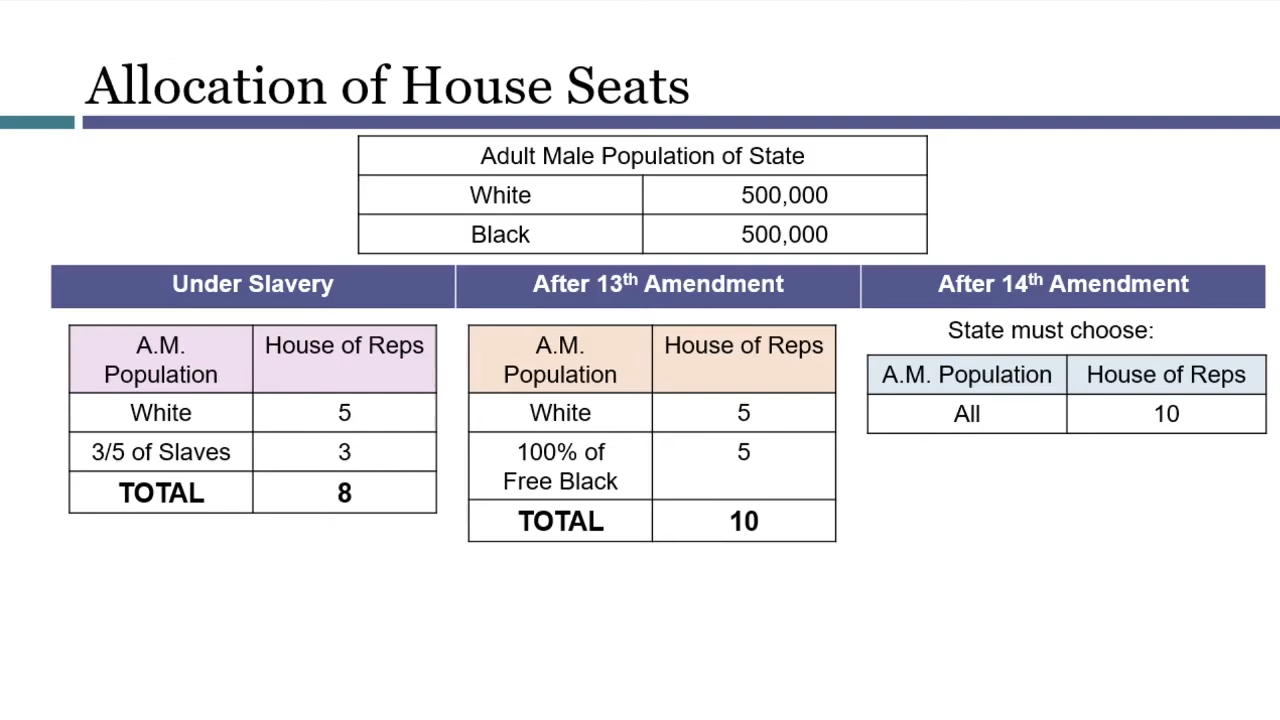 Allocation of House Seats
Adult Male Population of State
White 500,000
Black 500,000
Under Slavery After 13th Amendment After 14th Amendment
State must choose:
A.M. Population House of Reps
White 5
3/5 of Slaves 3
TOTAL 8
A.M. Population House of Reps
White 5
100% of Free Black 5
TOTAL 10
A.M. Population House of Reps
All 10